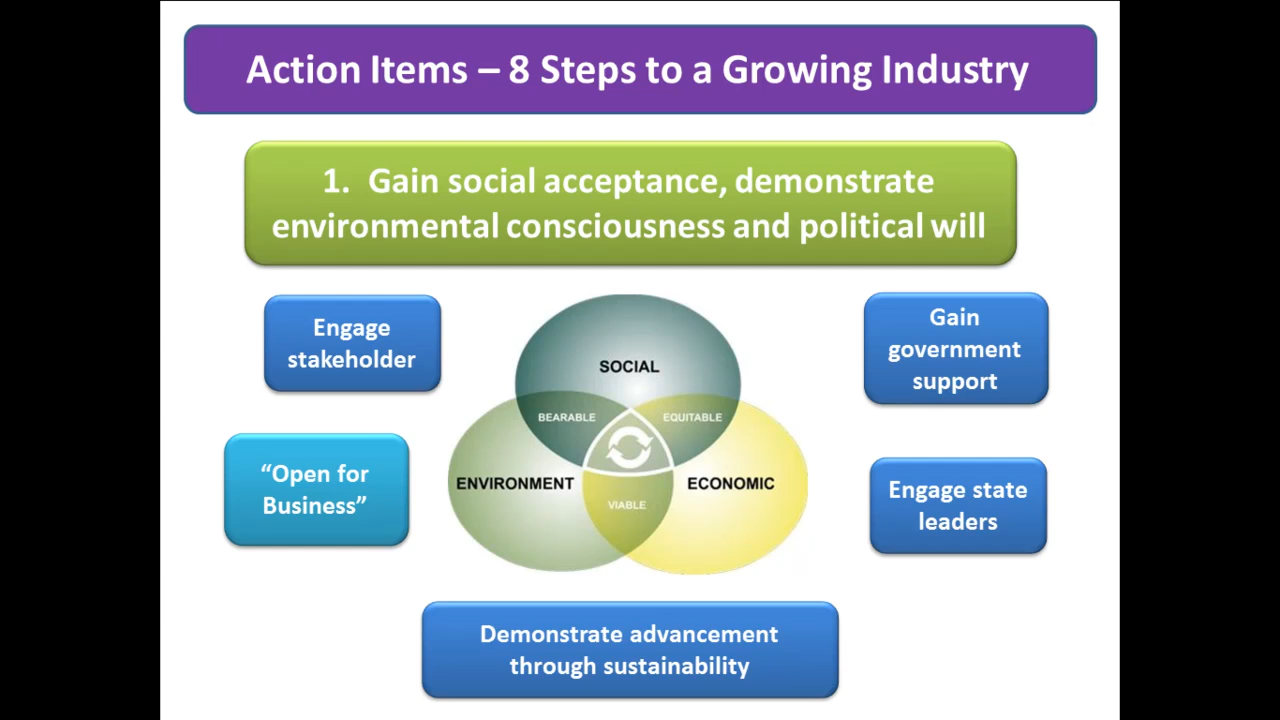 Action Items – 8 Steps to a Growing Industry
1. Gain social acceptance, demonstrate
environmental consciousness and political will
Engage
stakeholder
Gain
government
support
SOCIAL
BEARABLE
EQUITABLE
ENVIRONMENT
ECONOMIC
VIABLE
“Open for
Business”
Engage state
leaders
Demonstrate advancement
through sustainability